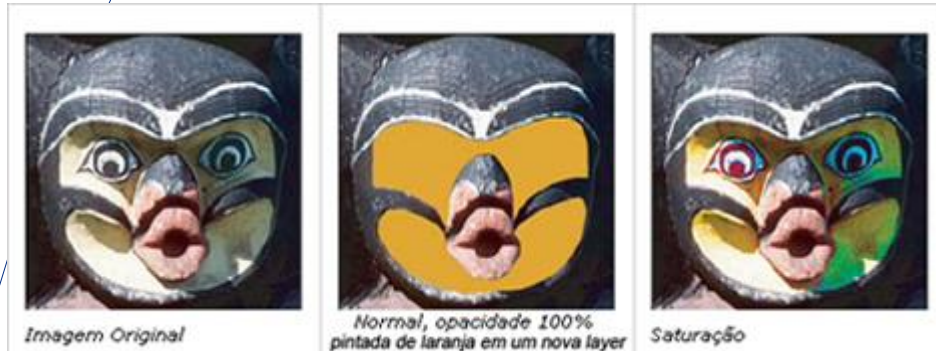 Imagem Original
Normal, opacidade 100%
pintada de laranja em um nova layer
Saturação